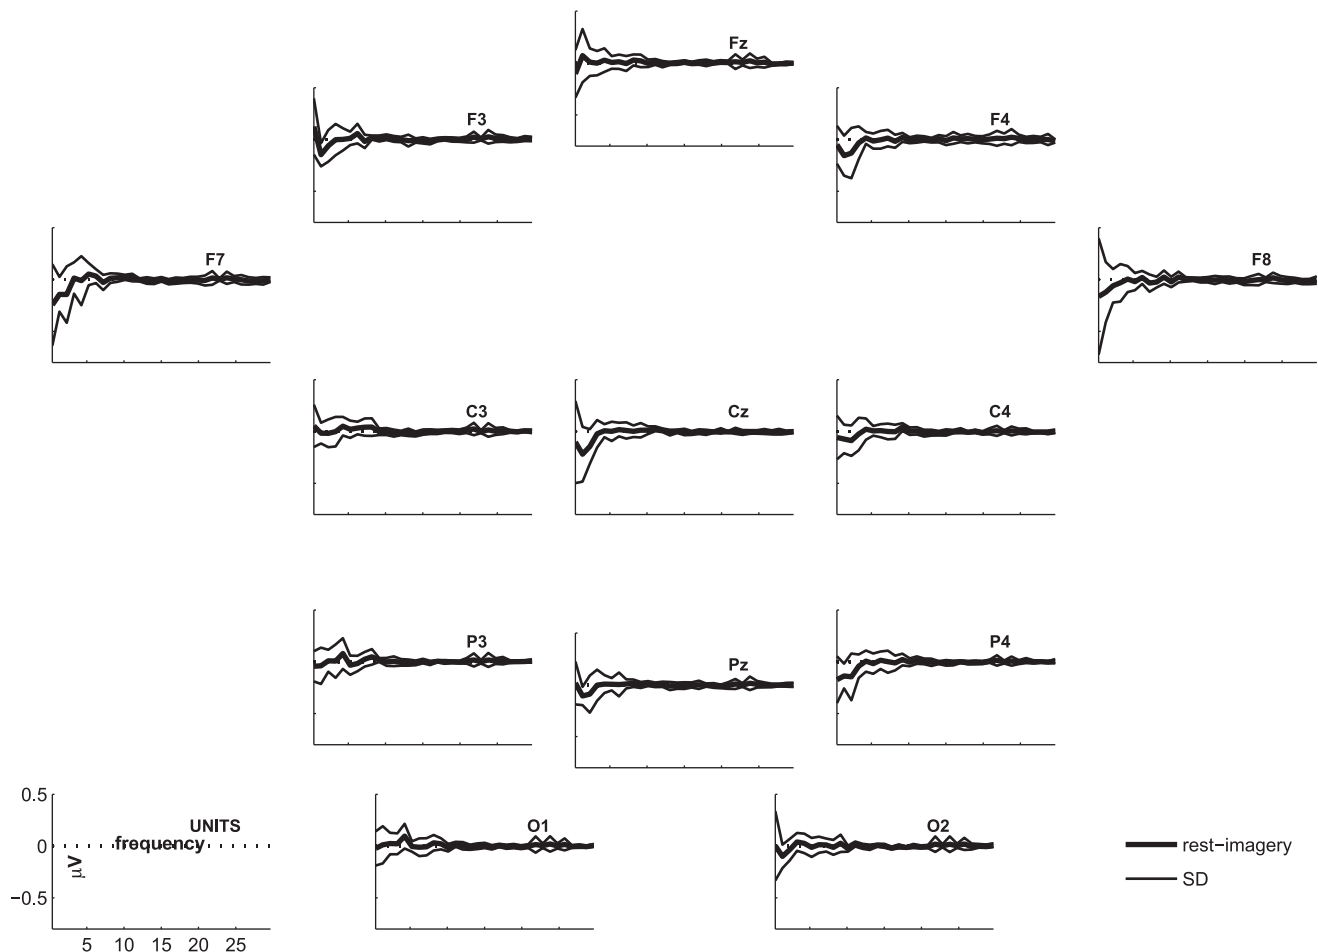 Fz
F3
F4
F7
F8
C3
Cz
C4
P3
Pz
P4
0.5
UNITS
O1
O2
0
frequency
rest−imagery
μV
SD
−0.5
5 10 15 20 25